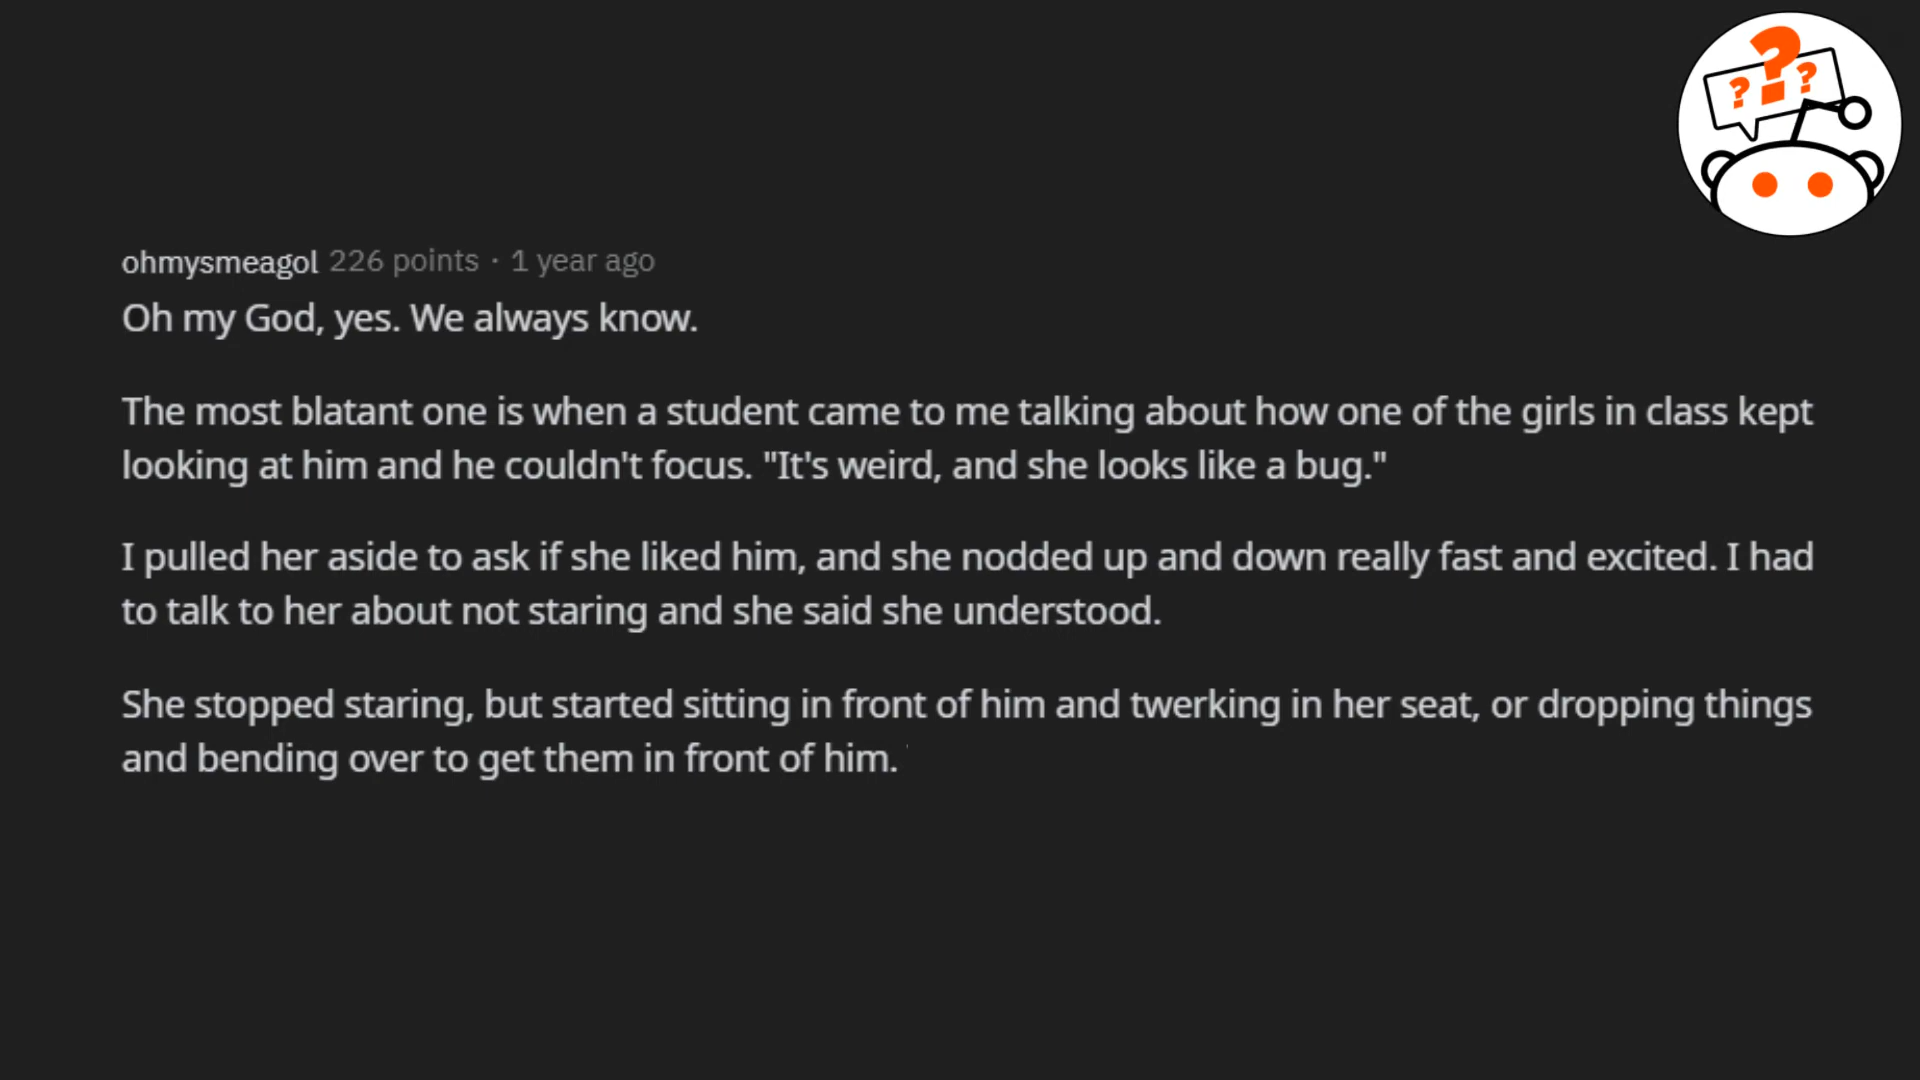 ? ? ?
ohmysmeagol 226 points · 1 year ago
Oh my God, yes. We always know.
The most blatant one is when a student came to me talking about how one of the girls in class kept
looking at him and he couldn't focus. "It's weird, and she looks like a bug."
I pulled her aside to ask if she liked him, and she nodded up and down really fast and excited. I had
to talk to her about not staring and she said she understood.
She stopped staring, but started sitting in front of him and twerking in her seat, or dropping things
and bending over to get them in front of him.